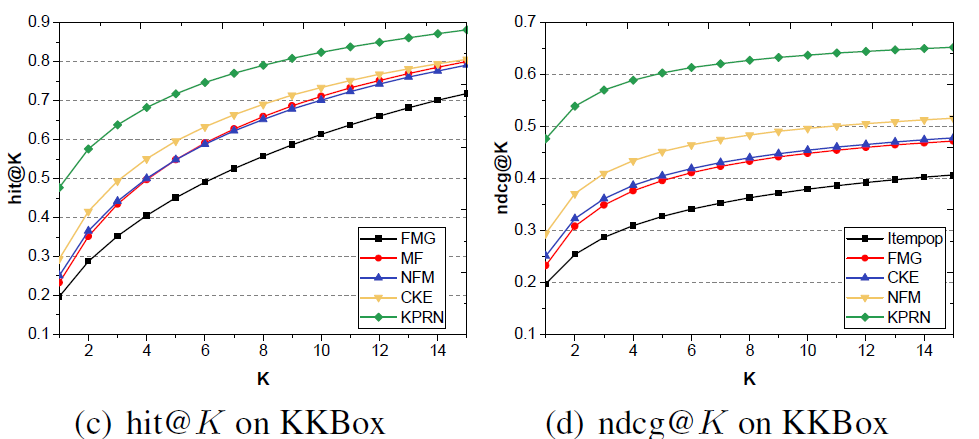 0.9
0.8
0.7
0.6
0.5
0.4
0.3
0.2
0.1
hit@K
2 4 6 8 10 12 14
K
FMG
MF
NFM
CKE
KPRN
(c) hit@K on KKBox
0.7
0.6
0.5
0.4
0.3
0.2
0.1
ndcg@K
2 4 6 8 10 12 14
K
Itempop
FMG
CKE
NFM
KPRN
(d) ndcg@K on KKBox